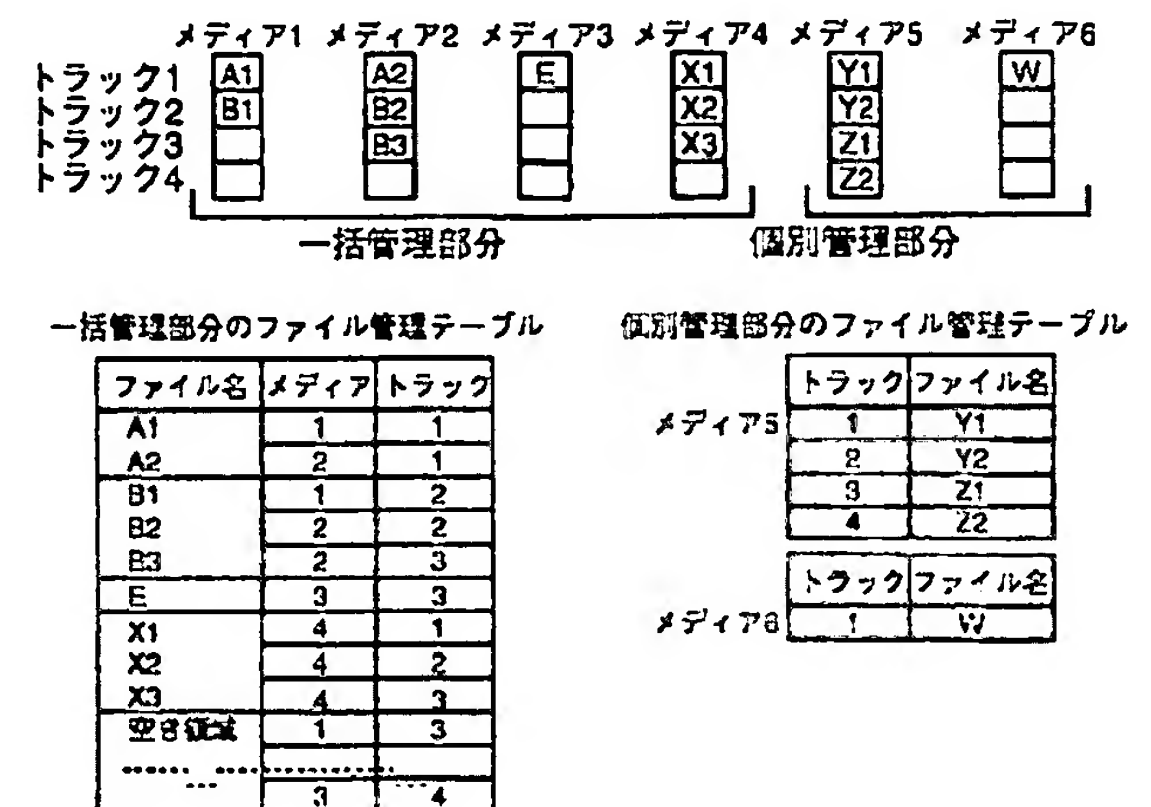 メディア1 メディア2 メディア3 メディア4 メディア5 メディア6
トラック1 A1 A2 E X1 Y1 W
トラック2 B1 B2 X2 Y2
トラック3 B3 X3 Z1
トラック4 Z2
一括管理部分 個別管理部分
一括管理部分のファイル管理テーブル 個別管理部分のファイル管理テーブル
ファイル名 メディア トラック
A1 1 1
A2 2 1
B1 1 2
B2 2 2
B3 2 3
E 3 3
X1 4 1
X2 4 2
X3 4 3
空き領域 1 3
3 4
トラック ファイル名
メディア5 1 Y1
2 Y2
3 Z1
4 Z2
トラック ファイル名
メディア6 1 W